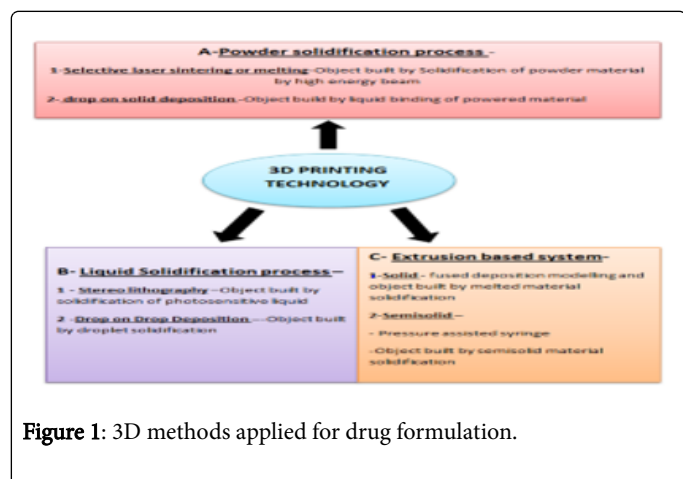 A-Powder solidification process -
1-Selective laser sintering or melting-Object built by Solidification of powder material
by high energy beam
2- drop on solid deposition -Object build by liquid binding of powered material
3D PRINTING
TECHNOLOGY
B- Liquid Solidification process –
1 - Stereo lithography –Object built by
solidification of photosensitive liquid
2 -Drop on Drop Deposition –-Object built
by droplet solidification
C- Extrusion based system-
1-Solid - fused deposition modelling and
object built by melted material
solidification
2-Semisolid –
- Pressure assisted syringe
-Object built by semisolid material
solidification
Figure 1: 3D methods applied for drug formulation.